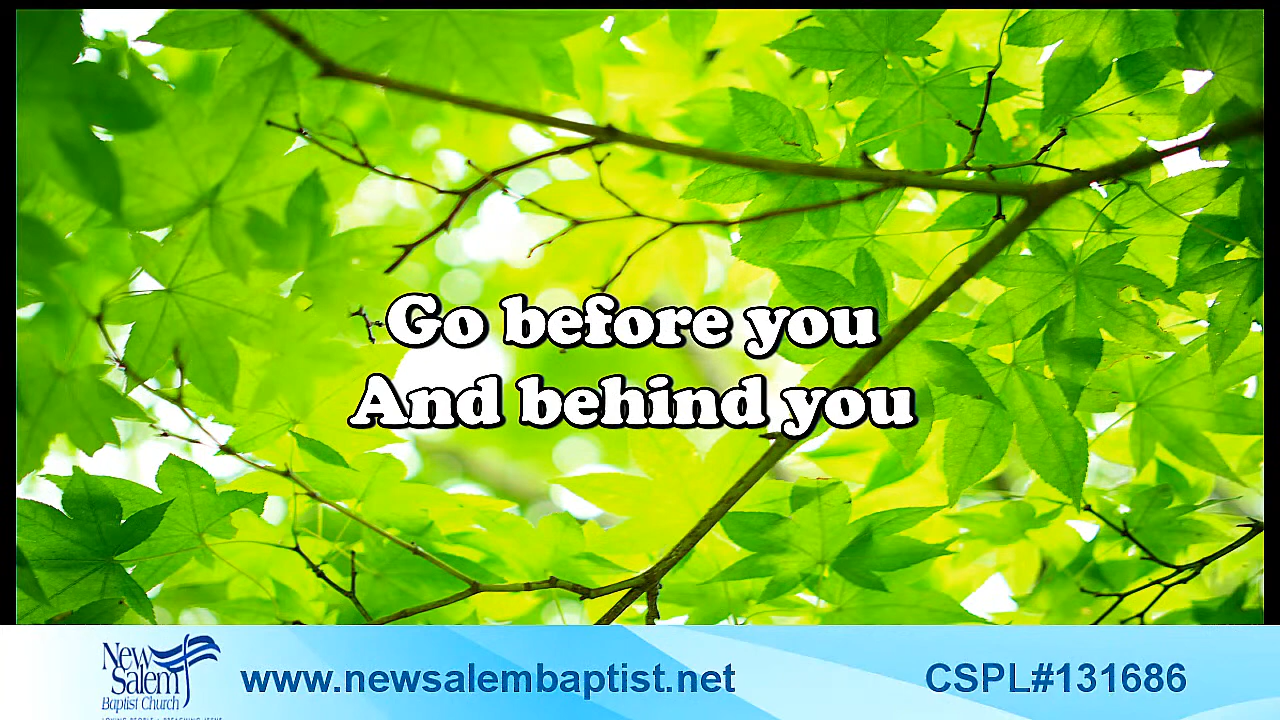 Go before you
And behind you
New Salem
Baptist Church
www.newsalembaptist.net
CSPL#131686